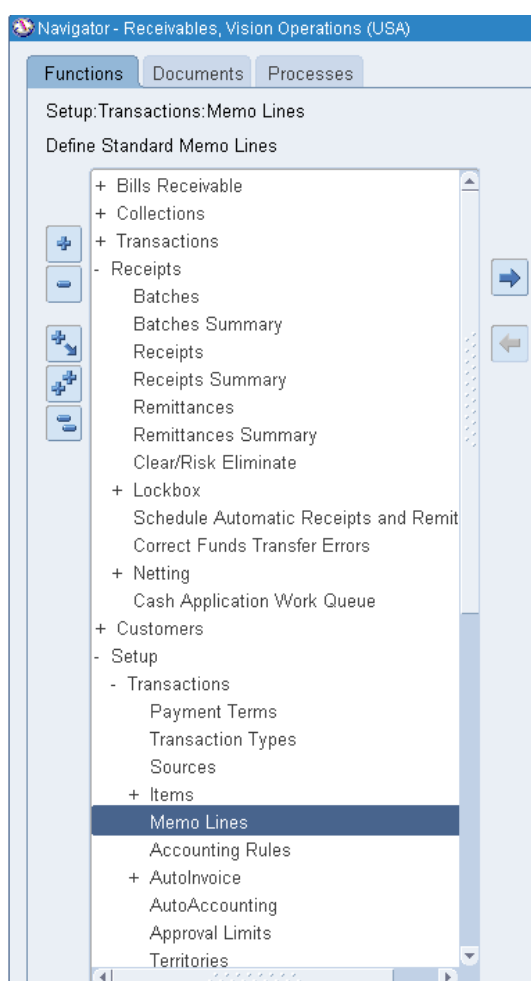 Navigator - Receivables, Vision Operations (USA)
Functions Documents Processes
Setup:Transactions:Memo Lines
Define Standard Memo Lines
+ Bills Receivable
+ Collections
+ Transactions
- Receipts
Batches
Batches Summary
Receipts
Receipts Summary
Remittances
Remittances Summary
Clear/Risk Eliminate
+ Lockbox
Schedule Automatic Receipts and Remit
Correct Funds Transfer Errors
+ Netting
Cash Application Work Queue
+ Customers
- Setup
- Transactions
Payment Terms
Transaction Types
Sources
+ Items
Memo Lines
Accounting Rules
+ AutoInvoice
AutoAccounting
Approval Limits
Territories